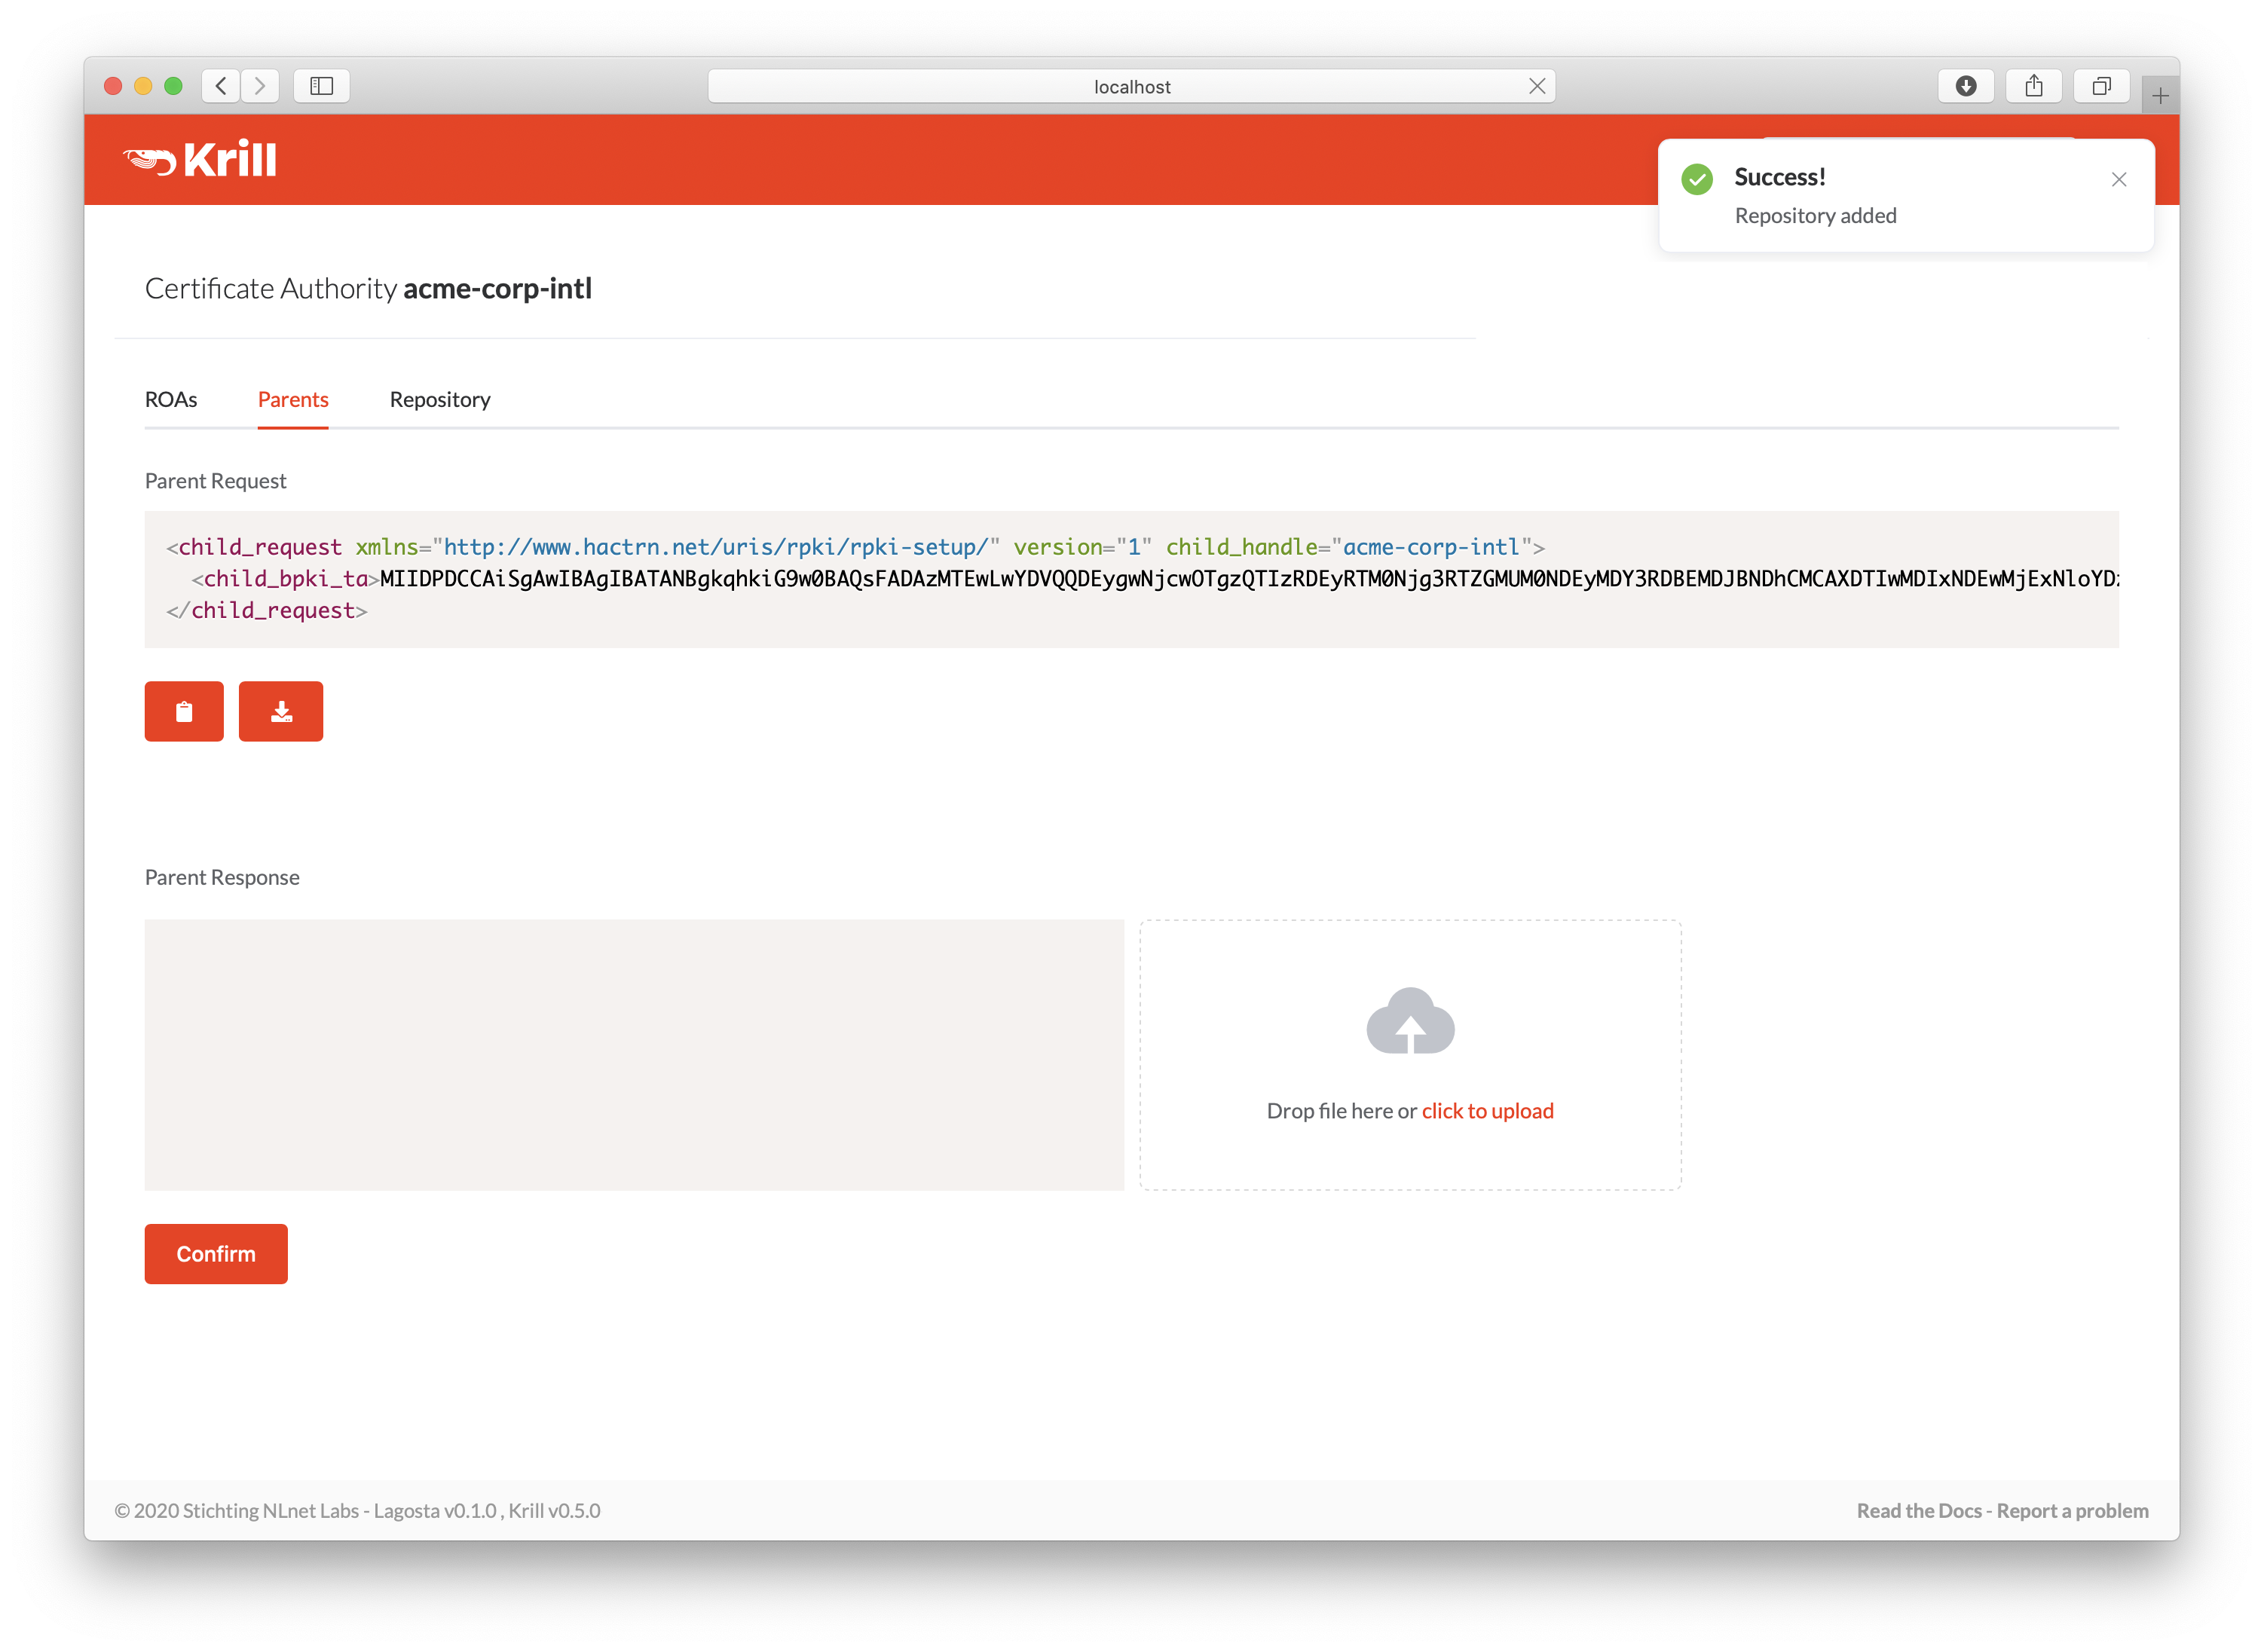 localhost
Krill
Success!
Repository added
Certificate Authority acme-corp-intl
ROAs Parents Repository
Parent Request
<child_request xmlns="http://www.hactrn.net/uris/rpki/rpki-setup/" version="1" child_handle="acme-corp-intl">
<child_bpki_ta>MIIDPDCCAiSgAwIBAgIBATANBgkqhkiG9w0BAQsFADAzMTEwLwYDVQQDEygwNjcwOTgzQTIzRDEyRTM0Njg3RTZGMUM0NDEyMDY3RDBEMDJBNDhCMCAXDTIwMDIxNDEwMjExNloYDz
</child_request>
Parent Response
Drop file here or click to upload
Confirm
© 2020 Stichting NLnet Labs - Lagosta v0.1.0 , Krill v0.5.0
Read the Docs - Report a problem